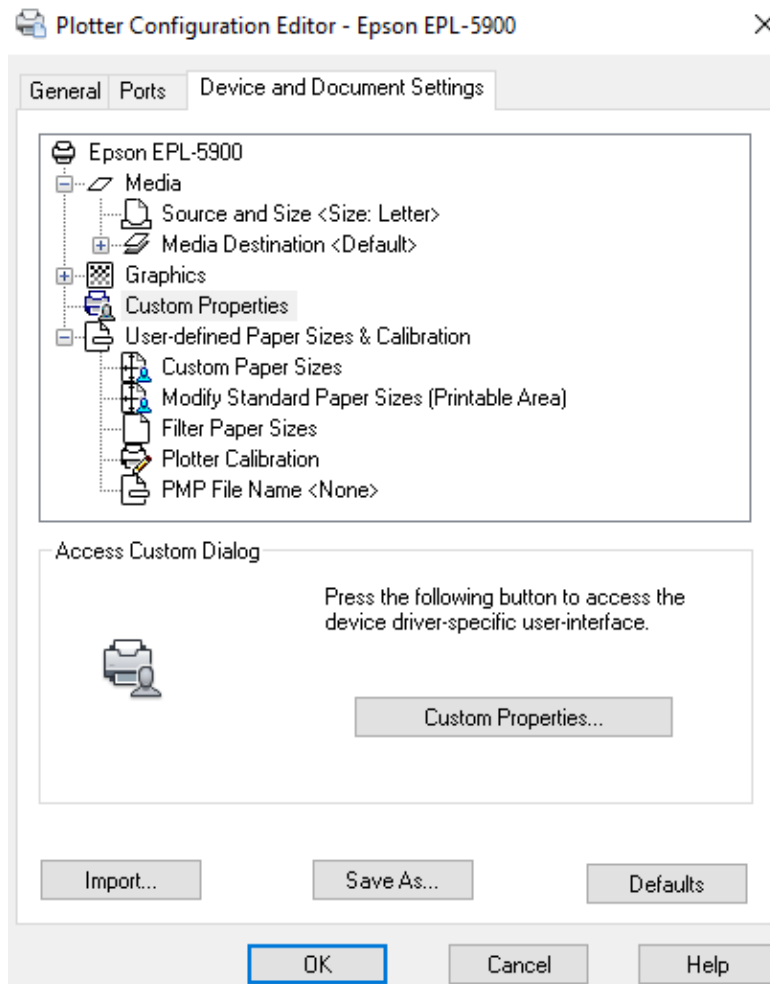 Plotter Configuration Editor - Epson EPL-5900
General Ports Device and Document Settings
Epson EPL-5900
Media
Source and Size <Size: Letter>
Media Destination <Default>
Graphics
Custom Properties
User-defined Paper Sizes & Calibration
Custom Paper Sizes
Modify Standard Paper Sizes (Printable Area)
Filter Paper Sizes
Plotter Calibration
PMP File Name <None>
Access Custom Dialog
Press the following button to access the
device driver-specific user-interface.
Custom Properties...
Import... Save As... Defaults
OK Cancel Help